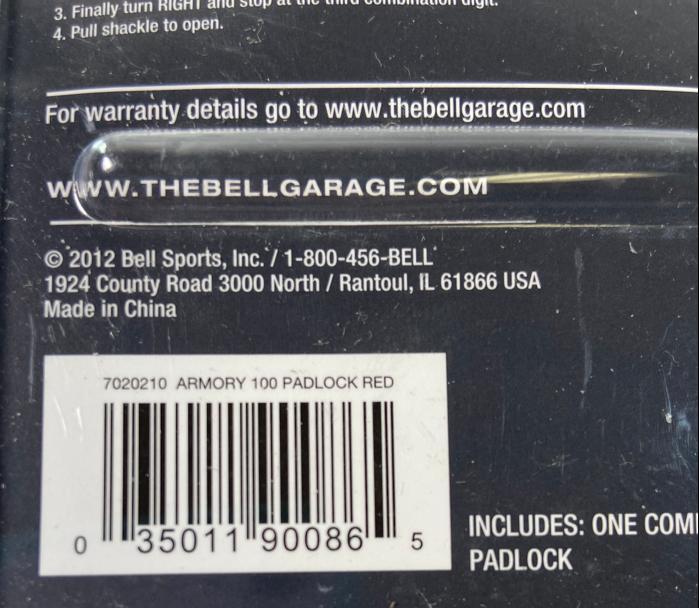 3. Finally turn RIGHT and stop at the third combination digit.
4. Pull shackle to open.
For warranty details go to www.thebellgarage.com
WWW.THEBELLGARAGE.COM
© 2012 Bell Sports, Inc. / 1-800-456-BELL
1924 County Road 3000 North / Rantoul, IL 61866 USA
Made in China
7020210 ARMORY 100 PADLOCK RED
0 35011 90086 5
INCLUDES: ONE COM
PADLOCK